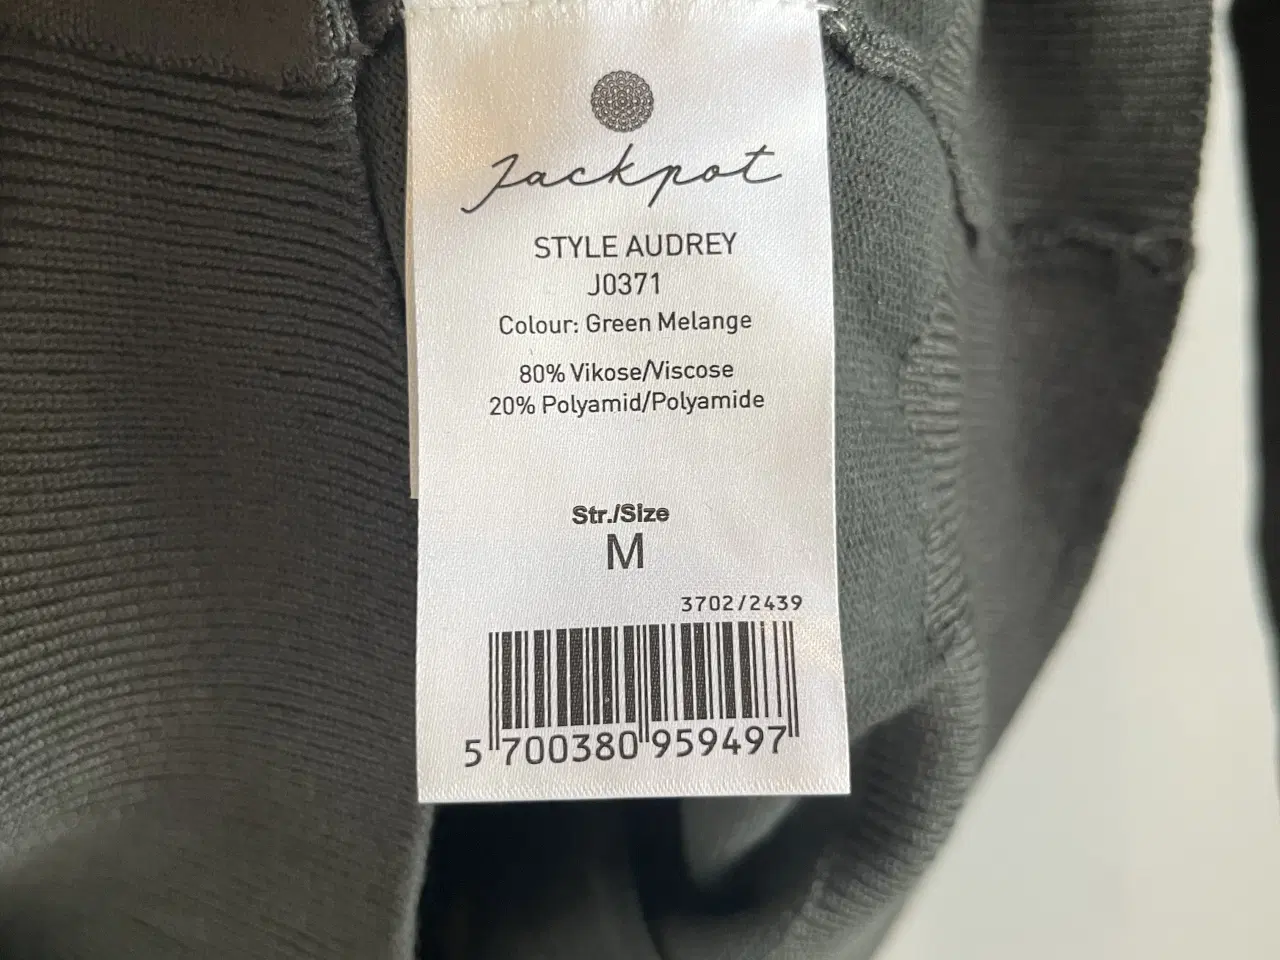 Jackpot
STYLE AUDREY
J0371
Colour: Green Melange
80% Vikose/Viscose
20% Polyamid/Polyamide
Str./Size
M
3702/2439
5 700380 959497